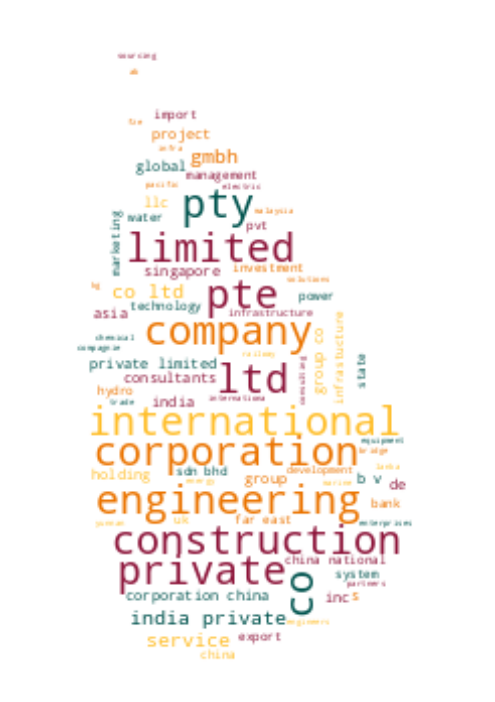 sourcing
ab
import
fze
project
infra
gmbh
global
management
pacific
electric
llc
pty
malaysia
water
pvt
marketing
limited
singapore
investment
solutions
kg
co ltd
pte
power
technology
asia
infrastructure
company
chemical
compagnie
railway
group co
infrastructure
private limited
ltd
consulting
state
consultants
hydro
trade
india
internationa
international
corporation
equipment
bridge
holding
sdn bhd
development
lanka
energy
group
marine
b v
de
engineering
bank
yunnan
uk
far east
enterprises
construction
private
china national
system
partners
co
corporation china
inc
s
india private
engineers
service
export
china